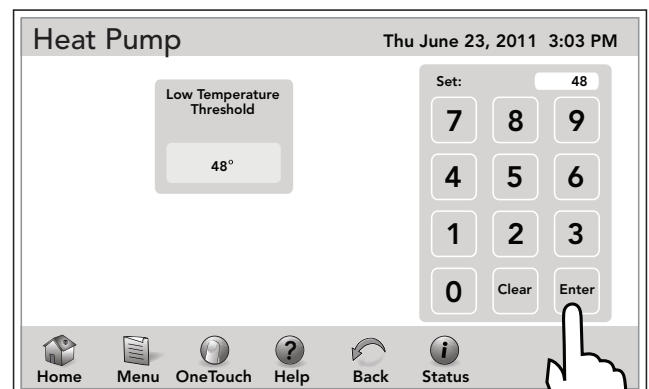 Heat Pump
Thu June 23, 2011 3:03 PM
Low Temperature
Threshold
48°
Set: 48
7 8 9
4 5 6
1 2 3
0 Clear Enter
?
i
Home Menu OneTouch Help Back Status